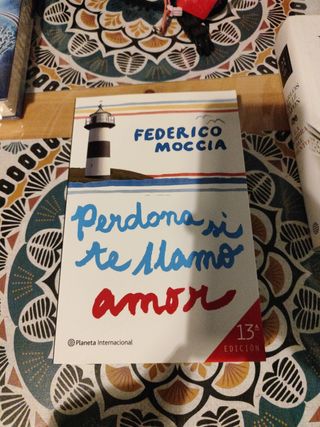 FEDERICO
MOCCIA
Perdona si
te llamo
amor
Planeta Internacional
13ª
EDICIÓN